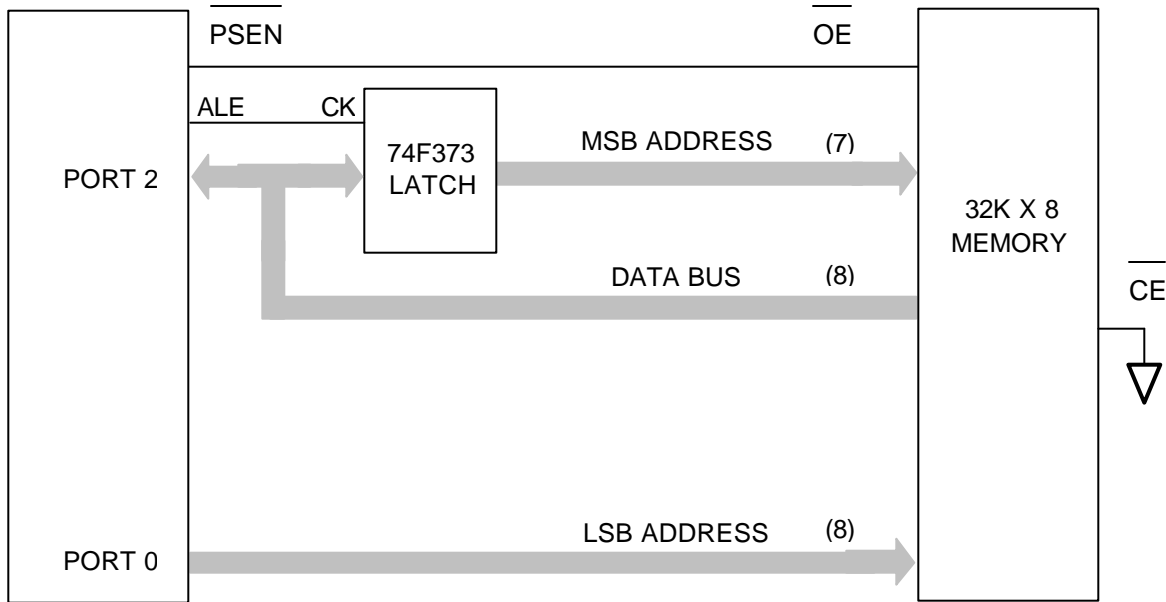 PSEN
OE
ALE
CK
74F373
LATCH
MSB ADDRESS
(7)
PORT 2
32K X 8
MEMORY
DATA BUS
(8)
CE
LSB ADDRESS
(8)
PORT 0